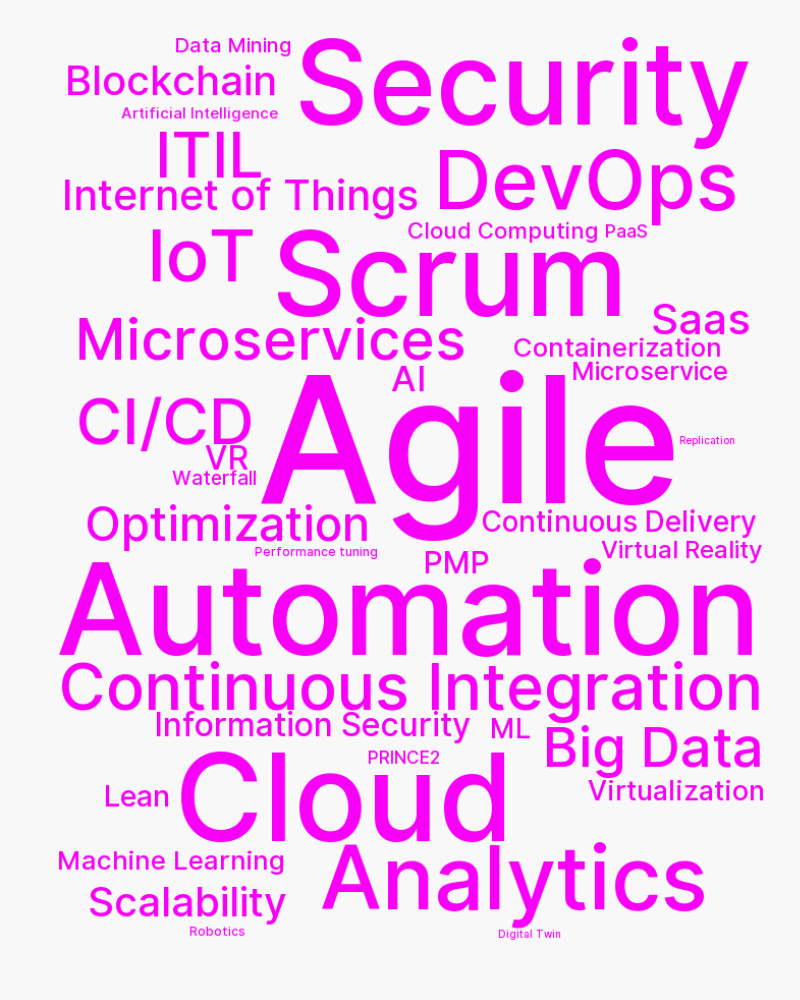 Data Mining
Security
Blockchain
Artificial Intelligence
ITIL
DevOps
Internet of Things
Cloud Computing
PaaS
IoT
Scrum
Saas
Microservices
Containerization
Microservice
AI
Agile
CI/CD
Replication
VR
Waterfall
Optimization
Continuous Delivery
Performance tuning
Virtual Reality
PMP
Automation
Continuous Integration
Information Security
ML
Big Data
PRINCE2
Cloud
Lean
Virtualization
Machine Learning
Analytics
Scalability
Robotics
Digital Twin